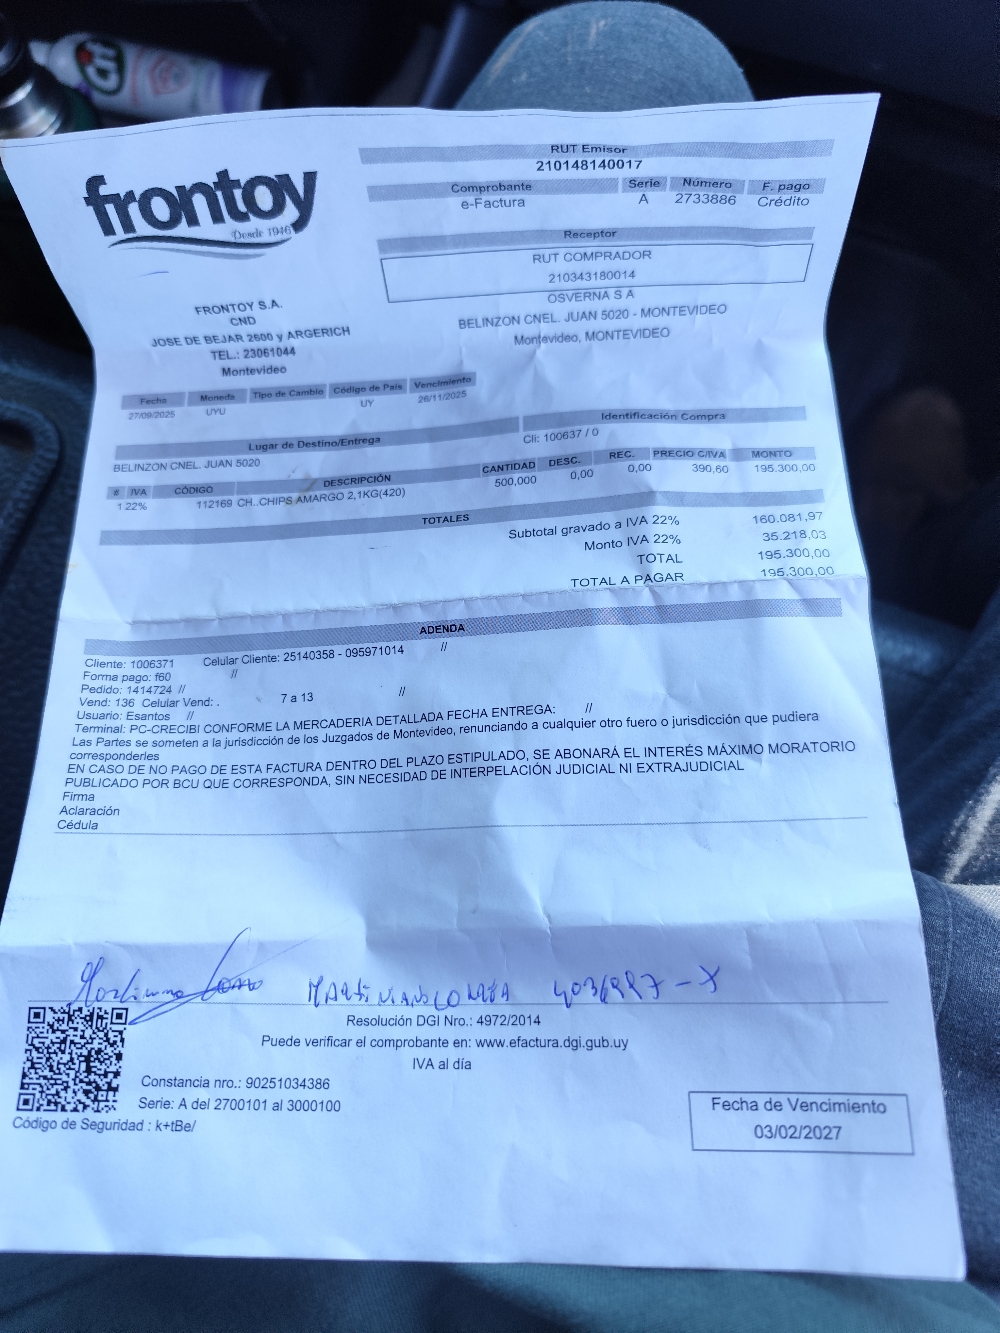 Cif
frontoy
Desde 1946
RUT Emisor
210148140017
Comprobante Serie Número F. pago
e-Factura A 2733886 Crédito
Receptor
RUT COMPRADOR
210343180014
OSVERNA S A
BELINZON CNEL. JUAN 5020 - MONTEVIDEO
Montevideo, MONTEVIDEO
FRONTOY S.A.
CND
JOSE DE BEJAR 2600 y ARGERICH
TEL.: 23061044
Montevideo
Fecha Moneda Tipo de Cambio Código de País Vencimiento
27/09/2025 UYU UY 26/11/2025
Lugar de Destino/Entrega Identificación Compra
BELINZON CNEL. JUAN 5020 Cli: 100637 / 0
# IVA CÓDIGO DESCRIPCIÓN CANTIDAD DESC. REC. PRECIO C/IVA MONTO
1 22% 112169 CH..CHIPS AMARGO 2,1KG(420) 500,000 0,00 0,00 390,60 195.300,00
TOTALES
Subtotal gravado a IVA 22% 160.081,97
Monto IVA 22% 35.218,03
TOTAL 195.300,00
TOTAL A PAGAR 195.300,00
ADENDA
Cliente: 1006371 Celular Cliente: 25140358 - 095971014 //
Forma pago: f60 //
Pedido: 1414724 //
Vend: 136 Celular Vend: . 7 a 13 //
Usuario: Esantos //
Terminal: PC-CRECIBI CONFORME LA MERCADERIA DETALLADA FECHA ENTREGA: //
Las Partes se someten a la jurisdicción de los Juzgados de Montevideo, renunciando a cualquier otro fuero o jurisdicción que pudiera
corresponderles
EN CASO DE NO PAGO DE ESTA FACTURA DENTRO DEL PLAZO ESTIPULADO, SE ABONARÁ EL INTERÉS MÁXIMO MORATORIO
PUBLICADO POR BCU QUE CORRESPONDA, SIN NECESIDAD DE INTERPELACIÓN JUDICIAL NI EXTRAJUDICIAL
Firma
Aclaración
Cédula
Resolución DGI Nro.: 4972/2014
Puede verificar el comprobante en: www.efactura.dgi.gub.uy
IVA al día
Constancia nro.: 90251034386
Serie: A del 2700101 al 3000100
Código de Seguridad : k+tBe/
Fecha de Vencimiento
03/02/2027